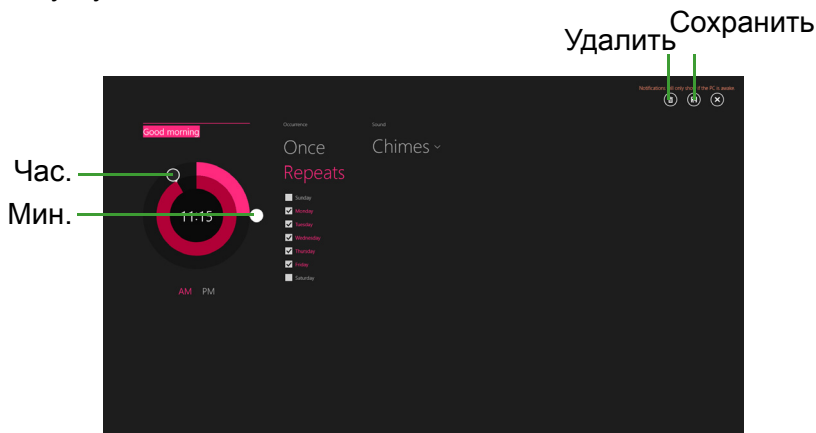 Сохранить
Удалить
Notifications will only show if the PC is awake
Good morning
Occurrence
Sound
Once
Chimes
Repeats
Час.
Sunday
Monday
Мин.
11:15
Tuesday
Wednesday
Thursday
Friday
Saturday
AM PM